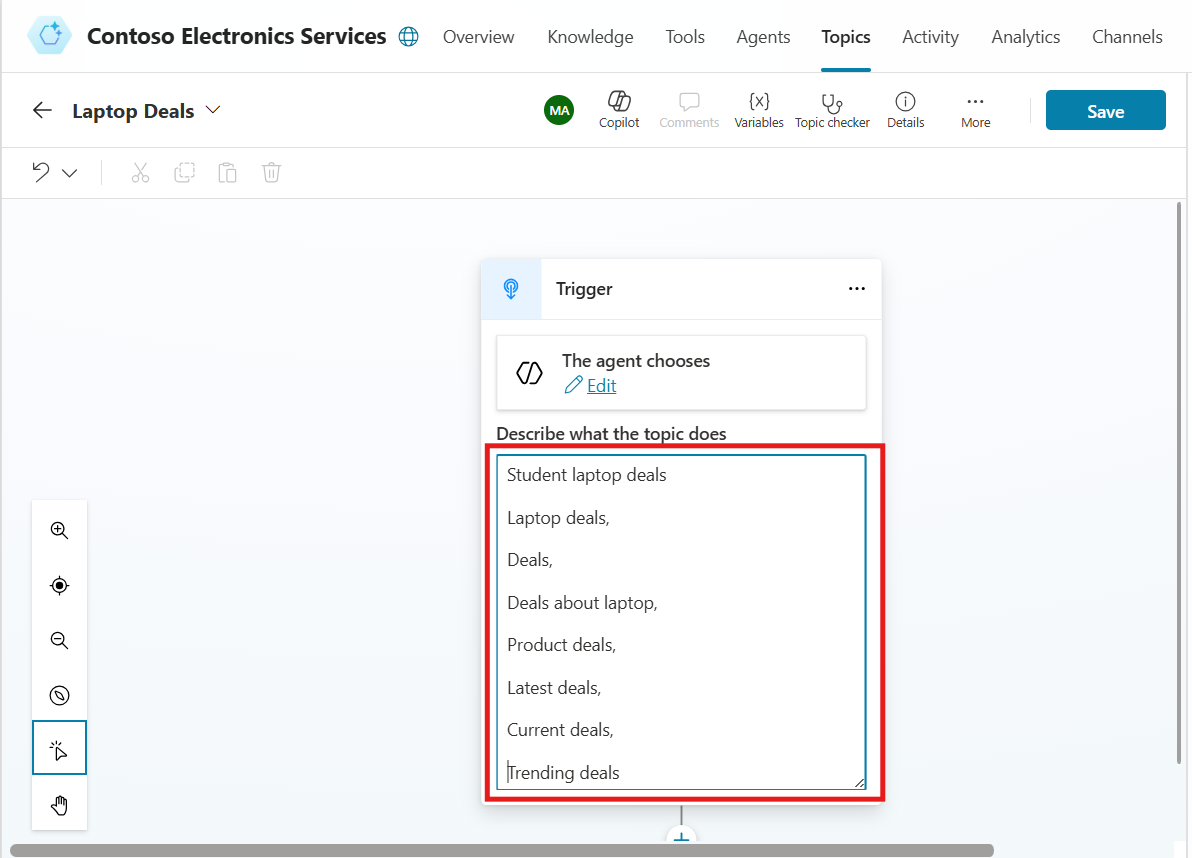 Contoso Electronics Services Overview Knowledge Tools Agents Topics Activity Analytics Channels
Laptop Deals MA Copilot Comments Variables Topic checker Details More Save
Trigger
The agent chooses
Edit
Describe what the topic does
Student laptop deals
Laptop deals,
Deals,
Deals about laptop,
Product deals,
Latest deals,
Current deals,
Trending deals